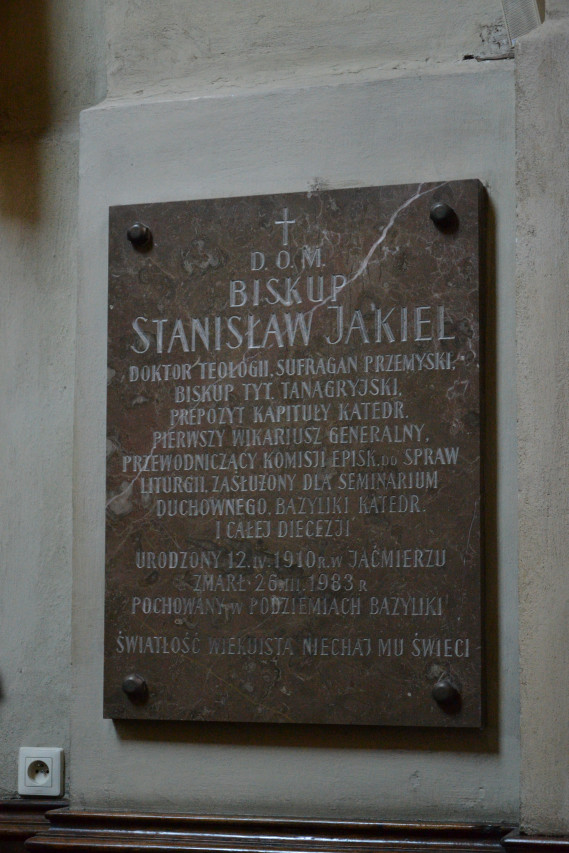 D.O.M.
BISKUP
STANISŁAW JAKIEL
DOKTOR TEOLOGII, SUFRAGAN PRZEMYSKI,
BISKUP TYT. TANAGRYJSKI,
PREPOZYT KAPITUŁY KATEDR.
PIERWSZY WIKARIUSZ GENERALNY,
PRZEWODNICZĄCY KOMISJI EPISK. DO SPRAW
LITURGII, ZASŁUŻONY DLA SEMINARIUM
DUCHOWNEGO, BAZYLIKI KATEDR.
I CAŁEJ DIECEZJI
URODZONY 12.IV.1910 R. W JAĆMIERZU
ZMARŁ 26 VIII. 1983 R
POCHOWANY W PODZIEMIACH BAZYLIKI
ŚWIATŁOŚĆ WIEKUISTA NIECHAJ MU ŚWIECI